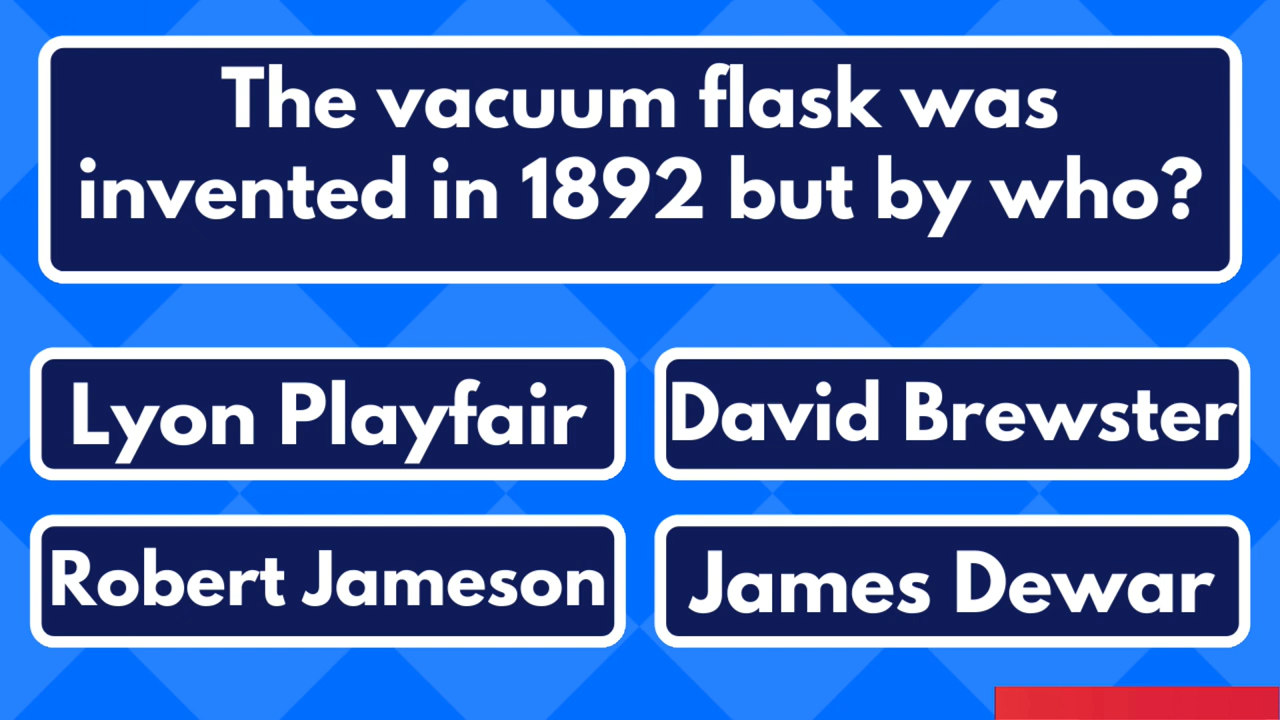 The vacuum flask was
invented in 1892 but by who?
Lyon Playfair
David Brewster
Robert Jameson
James Dewar